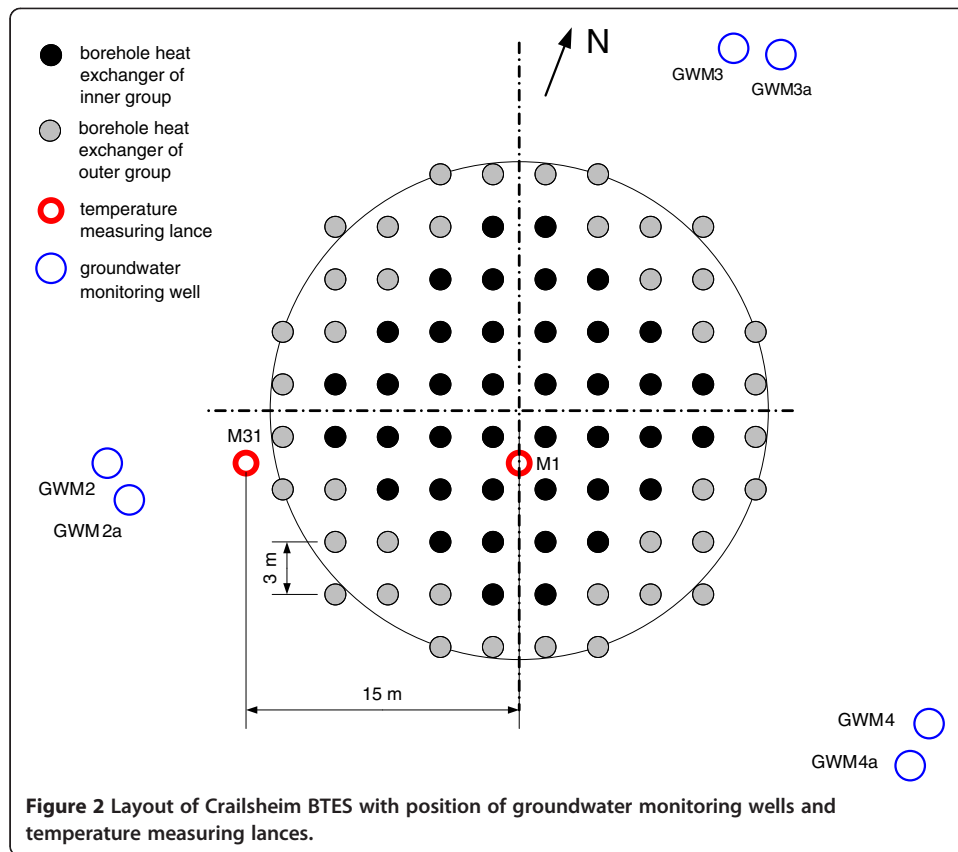 borehole heat
exchanger of
inner group
borehole heat
exchanger of
outer group
temperature
measuring lance
groundwater
monitoring well
N
GWM3
GWM3a
M31
M1
GWM2
GWM2a
3 m
15 m
GWM4
GWM4a
Figure 2 Layout of Crailsheim BTES with position of groundwater monitoring wells and
temperature measuring lances.